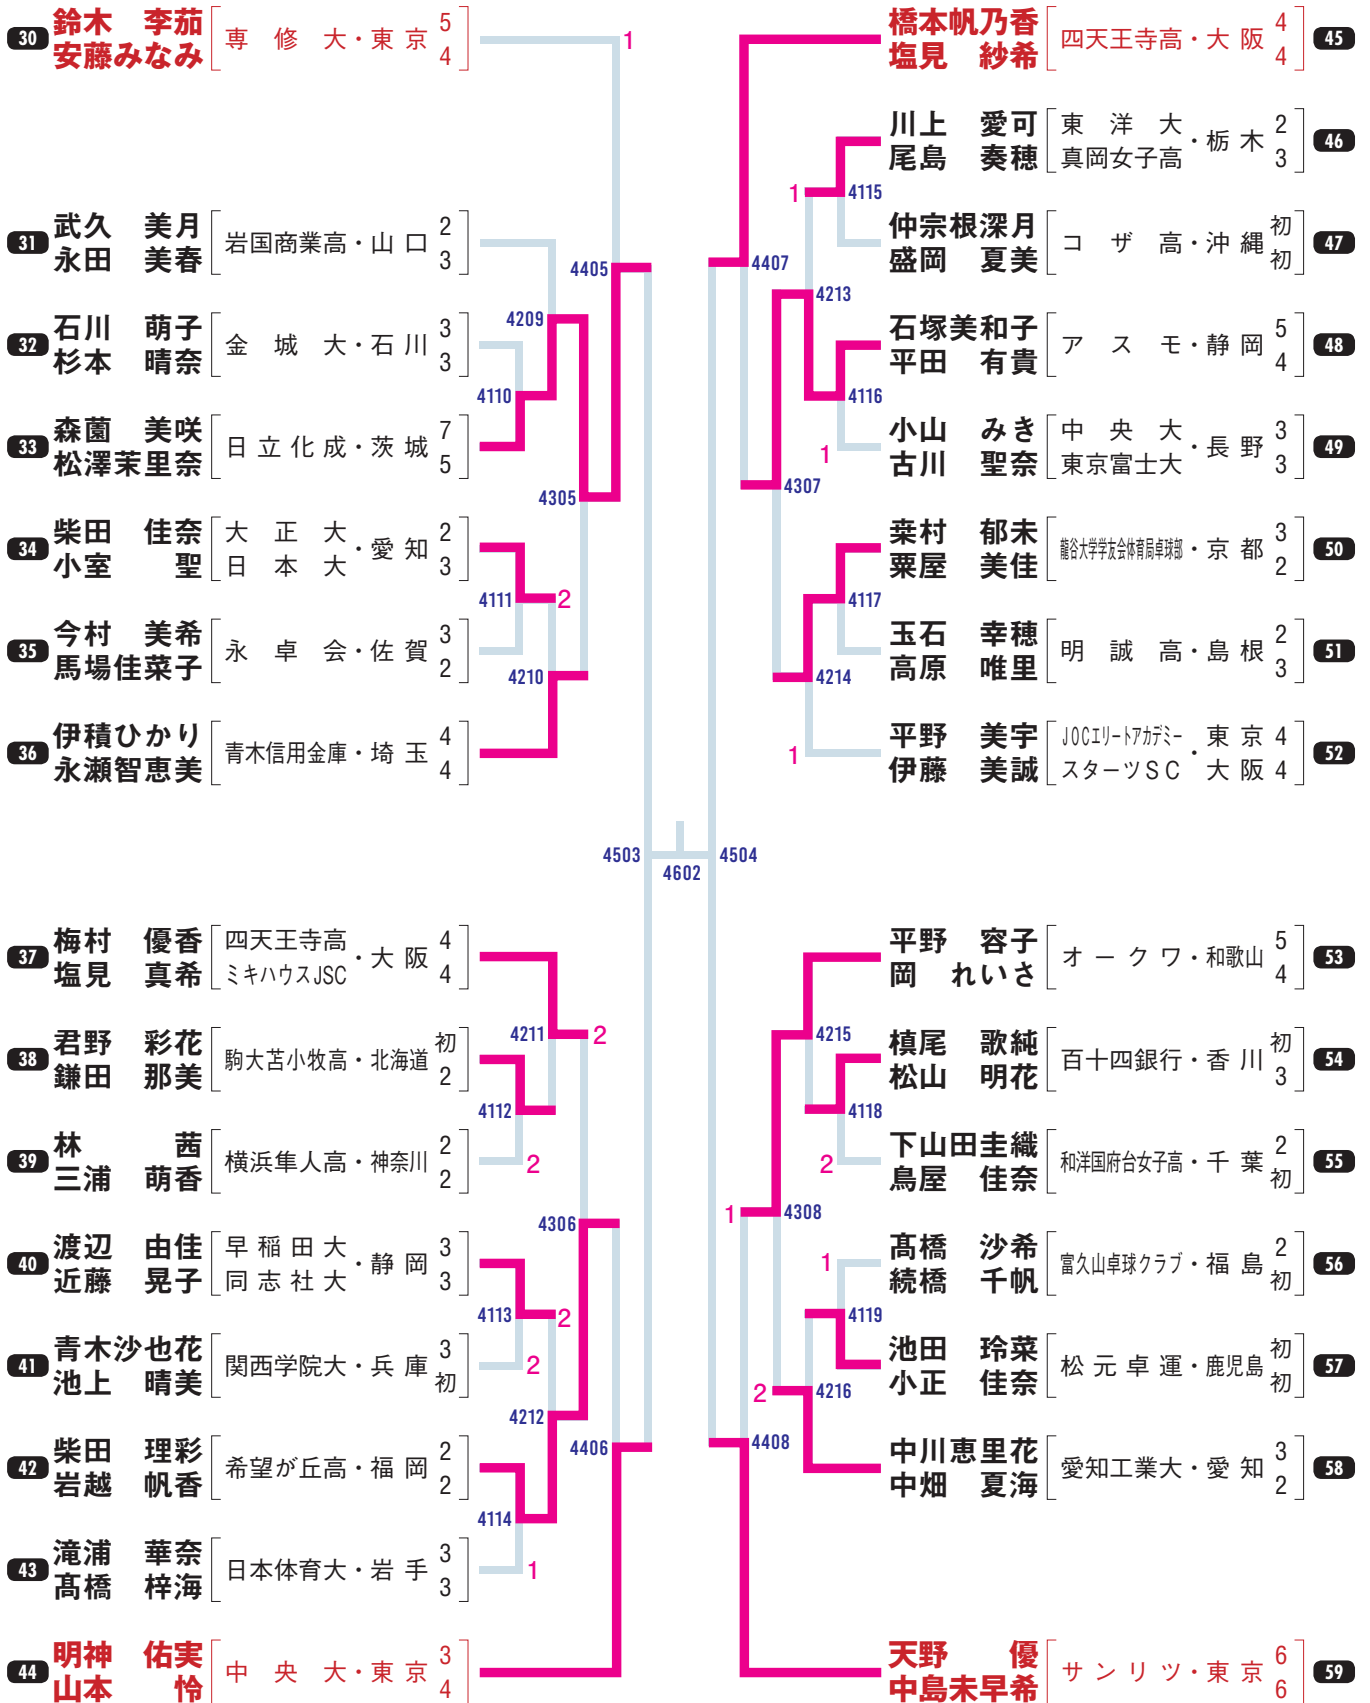 30 鈴木 李茄 専修大・東京 5
安藤みなみ 4
1
31 武久 美月 岩国商業高・山口 2
永田 美春 3
4405
4209
32 石川 萌子 金城大・石川 3
杉本 晴奈 3
4110
33 森薗 美咲 日立化成・茨城 7
松澤茉里奈 5
4305
34 柴田 佳奈 大正大・愛知 2
小室 聖 日本大 3
4111 2
35 今村 美希 永卓会・佐賀 3
馬場佳菜子 2
4210
36 伊積ひかり 青木信用金庫・埼玉 4
永瀬智恵美 4
4503 4602 4504
37 梅村 優香 四天王寺高・大阪 4
塩見 真希 ミキハウスJSC 4
4211 2
38 君野 彩花 駒大苫小牧高・北海道 初
鎌田 那美 2
4112
39 林 茜 横浜隼人高・神奈川 2
三浦 萌香 2
2
4306
40 渡辺 由佳 早稲田大・静岡 3
近藤 晃子 同志社大 3
4113 2
41 青木沙也花 関西学院大・兵庫 3
池上 晴美 初
2
4212
4406
42 柴田 理彩 希望が丘高・福岡 2
岩越 帆香 2
4114
43 滝浦 華奈 日本体育大・岩手 3
髙橋 梓海 3
1
44 明神 佑実 中央大・東京 3
山本 怜 4
橋本帆乃香 四天王寺高・大阪 4 45
塩見 紗希 4
川上 愛可 東洋大・栃木 2 46
尾島 奏穂 真岡女子高 3
1 4115
仲宗根深月 コザ高・沖縄 初 47
盛岡 夏美 初
4407
4213
石塚美和子 アスモ・静岡 5 48
平田 有貴 4
4116
小山 みき 中央大・長野 3 49
古川 聖奈 東京富士大 3
1
4307
桒村 郁未 龍谷大学学友会体育局卓球部・京都 3 50
粟屋 美佳 2
4117
玉石 幸穂 明誠高・島根 2 51
高原 唯里 3
4214
平野 美宇 JOCエリートアカデミー・東京 4 52
伊藤 美誠 スターツSC 大阪 4
1
平野 容子 オークワ・和歌山 5 53
岡 れいさ 4
4215
槙尾 歌純 百十四銀行・香川 初 54
松山 明花 3
4118
下山田圭織 和洋国府台女子高・千葉 2 55
鳥屋 佳奈 初
2
1 4308
髙橋 沙希 富久山卓球クラブ・福島 2 56
続橋 千帆 初
1
4119
池田 玲菜 松元卓運・鹿児島 初 57
小正 佳奈 初
2 4216
4408
中川恵里花 愛知工業大・愛知 3 58
中畑 夏海 2
天野 優 サンリツ・東京 6 59
中島未早希 6